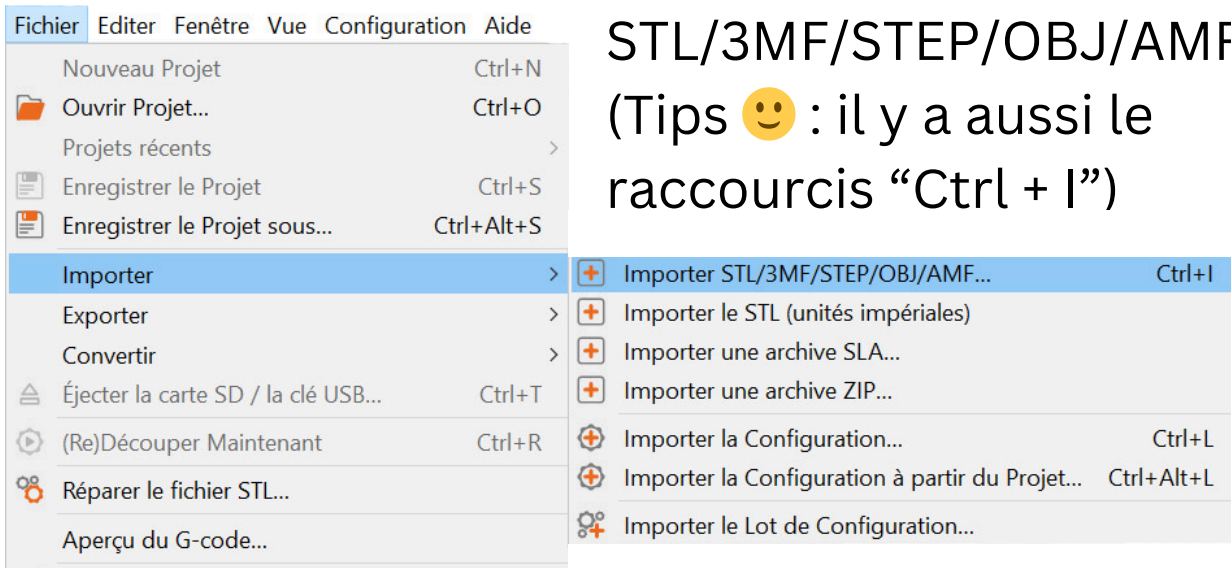 Fichier Editer Fenêtre Vue Configuration Aide
Nouveau Projet Ctrl+N
Ouvrir Projet... Ctrl+O
Projets récents >
Enregistrer le Projet Ctrl+S
Enregistrer le Projet sous... Ctrl+Alt+S
Importer >
Exporter >
Convertir >
Éjecter la carte SD / la clé USB... Ctrl+T
(Re)Découper Maintenant Ctrl+R
Réparer le fichier STL...
Aperçu du G-code...
STL/3MF/STEP/OBJ/AMF
(Tips 🙂 : il y a aussi le
raccourcis “Ctrl + I”)
Importer STL/3MF/STEP/OBJ/AMF... Ctrl+I
Importer le STL (unités impériales)
Importer une archive SLA...
Importer une archive ZIP...
Importer la Configuration... Ctrl+L
Importer la Configuration à partir du Projet... Ctrl+Alt+L
Importer le Lot de Configuration...